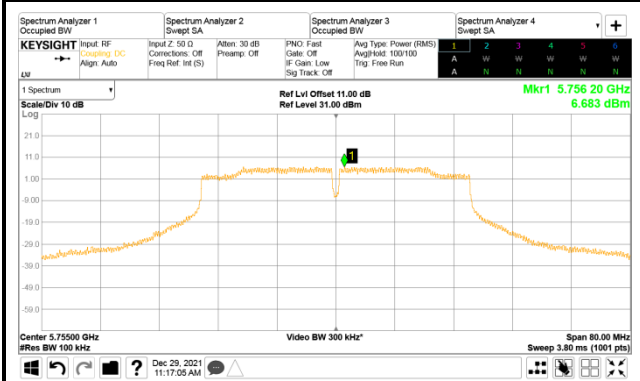 Spectrum Analyzer 1 Spectrum Analyzer 2 Spectrum Analyzer 3 Spectrum Analyzer 4
Occupied BW Swept SA Occupied BW Swept SA +
KEYSIGHT Input: RF Input Z: 50 Ω Atten: 30 dB PNO: Fast Avg Type: Power (RMS) 1 2 3 4 5 6
Coupling: DC Corrections: Off Preamp: Off Gate: Off Avg|Hold: 100/100 A W W W W W
Align: Auto Freq Ref: Int (S) IF Gain: Low Trig: Free Run A N N N N N
Sig Track: Off
LXI
1 Spectrum Ref Lvl Offset 11.00 dB Mkr1 5.756 20 GHz
Scale/Div 10 dB Ref Level 31.00 dBm 6.683 dBm
Log
21.0
11.0
1
1.00
-9.00
-19.0
-29.0
-39.0
-49.0
-59.0
Center 5.75500 GHz Video BW 300 kHz* Span 80.00 MHz
#Res BW 100 kHz Sweep 3.80 ms (1001 pts)
? Dec 29, 2021
11:17:05 AM